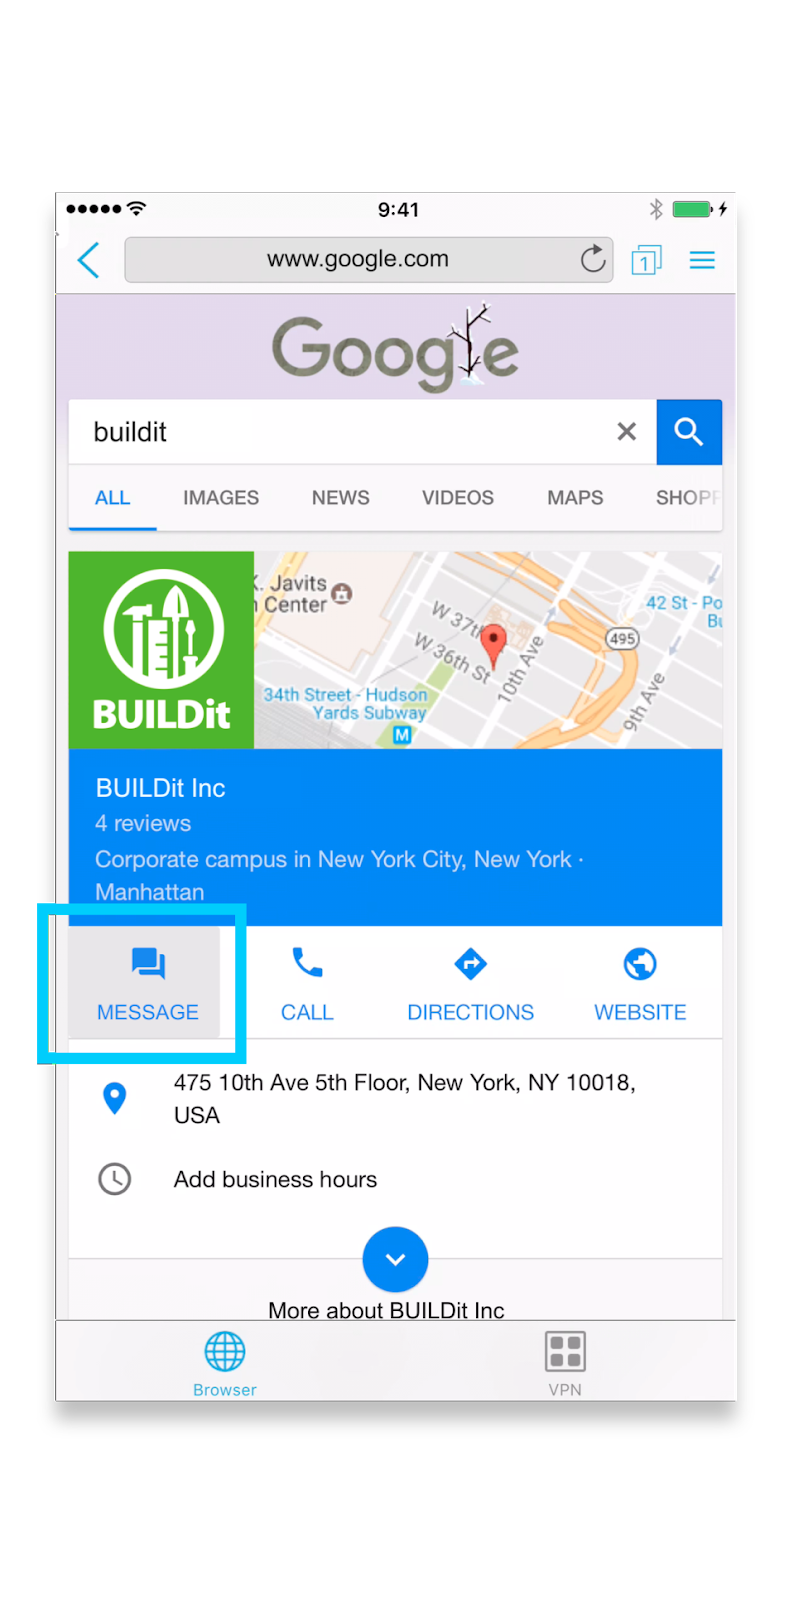 9:41
www.google.com
1
Google
buildit
ALL IMAGES NEWS VIDEOS MAPS SHOPP
K. Javits
Center
W 37th
W 36th St
10th Ave
9th Ave
495
42 St - Po
Bu
34th Street - Hudson
Yards Subway
M
BUILDit
BUILDit Inc
4 reviews
Corporate campus in New York City, New York ·
Manhattan
MESSAGE CALL DIRECTIONS WEBSITE
475 10th Ave 5th Floor, New York, NY 10018,
USA
Add business hours
More about BUILDit Inc
Browser VPN